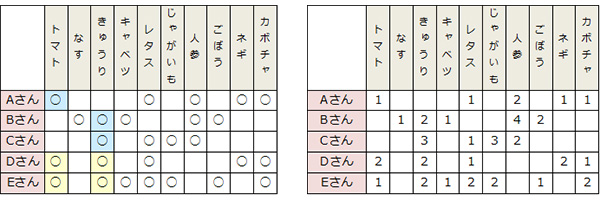 トマト なす きゅうり キャベツ レタス じゃがいも 人参 ごぼう ネギ カボチャ
Aさん ○ ○ ○ ○ ○
Bさん ○ ○ ○ ○ ○
Cさん ○ ○ ○ ○
Dさん ○ ○ ○ ○ ○
Eさん ○ ○ ○ ○ ○ ○ ○
トマト なす きゅうり キャベツ レタス じゃがいも 人参 ごぼう ネギ カボチャ
Aさん 1 1 2 1 1
Bさん 1 2 1 4 2
Cさん 3 1 3 2
Dさん 2 2 1 2 1
Eさん 1 2 1 2 2 1 2